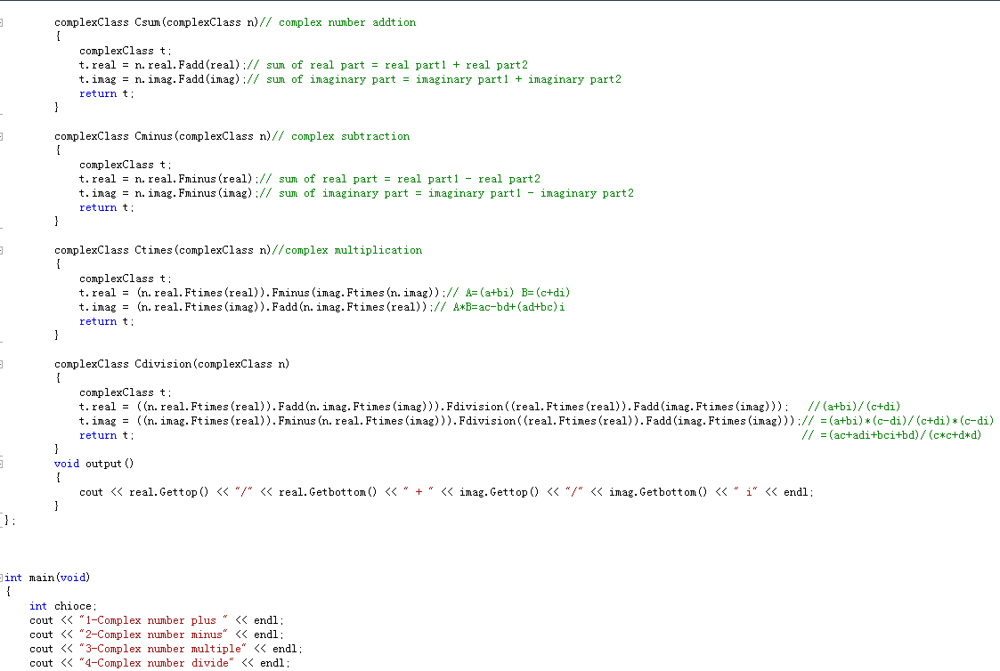 complexClass Csum(complexClass n)// complex number addtion
{
complexClass t;
t.real = n.real.Fadd(real);// sum of real part = real part1 + real part2
t.imag = n.imag.Fadd(imag);// sum of imaginary part = imaginary part1 + imaginary part2
return t;
}
complexClass Cminus(complexClass n)// complex subtraction
{
complexClass t;
t.real = n.real.Fminus(real);// sum of real part = real part1 - real part2
t.imag = n.imag.Fminus(imag);// sum of imaginary part = imaginary part1 - imaginary part2
return t;
}
complexClass Ctimes(complexClass n)//complex multiplication
{
complexClass t;
t.real = (n.real.Ftimes(real)).Fminus(imag.Ftimes(n.imag));// A=(a+bi) B=(c+di)
t.imag = (n.real.Ftimes(imag)).Fadd(n.imag.Ftimes(real));// A*B=ac-bd+(ad+bc)i
return t;
}
complexClass Cdivision(complexClass n)
{
complexClass t;
t.real = ((n.real.Ftimes(real)).Fadd(n.imag.Ftimes(imag))).Fdivision((real.Ftimes(real)).Fadd(imag.Ftimes(imag))); //(a+bi)/(c+di)
t.imag = ((n.imag.Ftimes(real)).Fminus(n.real.Ftimes(imag))).Fdivision((real.Ftimes(real)).Fadd(imag.Ftimes(imag)));// =(a+bi)*(c-di)/(c+di)*(c-di)
return t; // =(ac+adi+bci+bd)/(c*c+d*d)
}
void output()
{
cout << real.Gettop() << "/" << real.Getbottom() << " + " << imag.Gettop() << "/" << imag.Getbottom() << " i" << endl;
}
};
int main(void)
{
int chioce;
cout << "1-Complex number plus " << endl;
cout << "2-Complex number minus" << endl;
cout << "3-Complex number multiple" << endl;
cout << "4-Complex number divide" << endl;